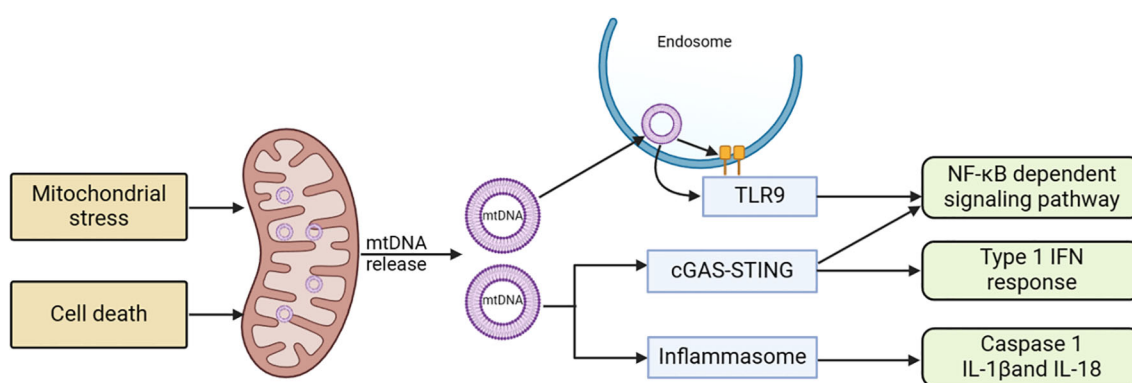 Endosome
Mitochondrial
stress
Cell death
mtDNA
release
mtDNA
mtDNA
TLR9
cGAS-STING
Inflammasome
NF-κB dependent
signaling pathway
Type 1 IFN
response
Caspase 1
IL-1βand IL-18